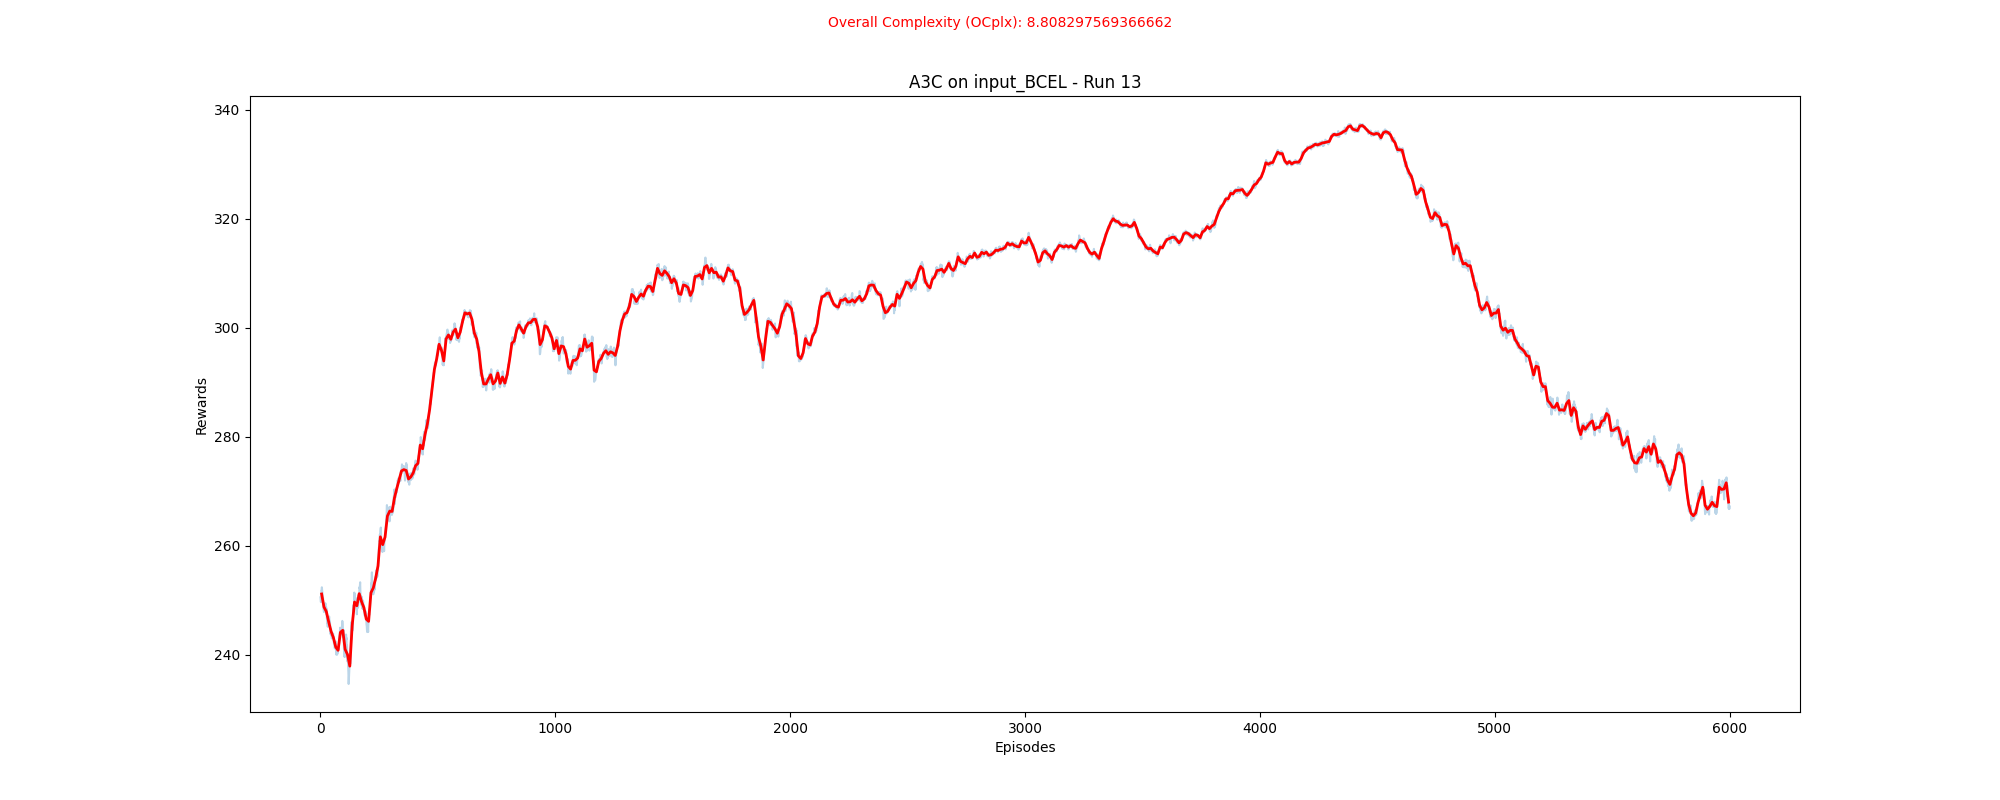 Overall Complexity (OCplx): 8.808297569366662
A3C on input_BCEL - Run 13
340
320
300
280
260
240
Rewards
0 1000 2000 3000 4000 5000 6000
Episodes